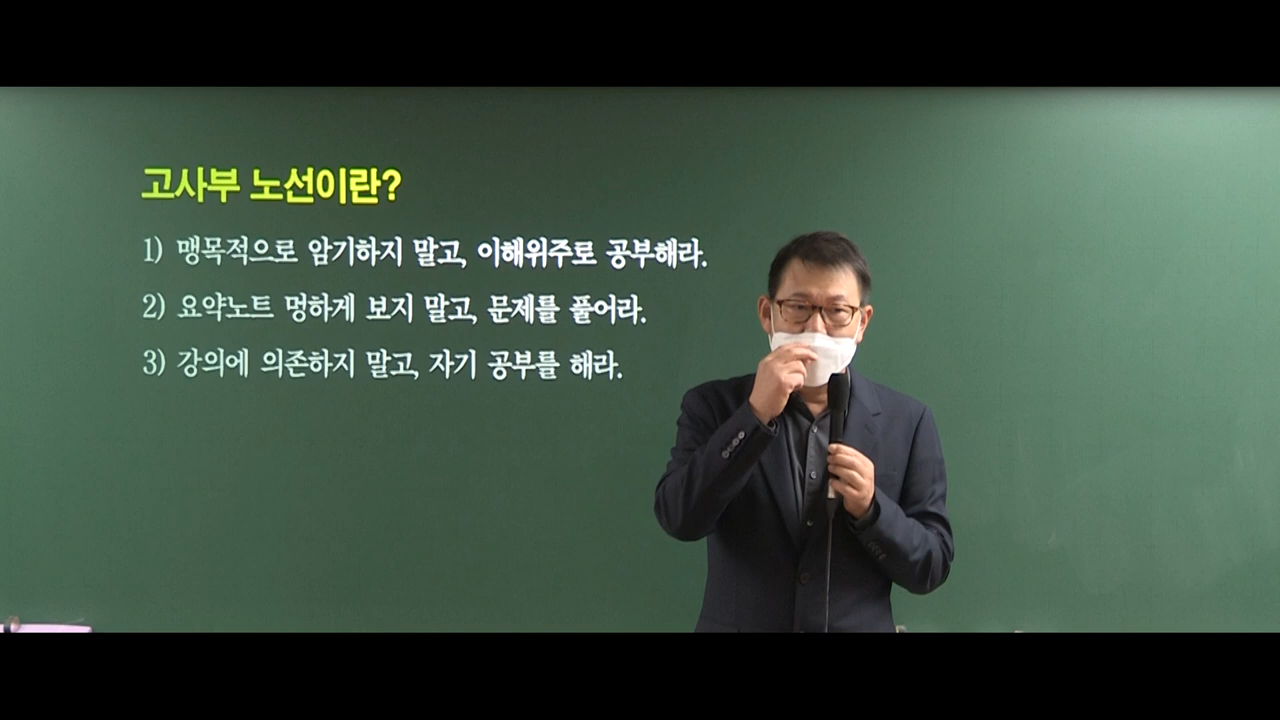 고사부 노선이란?
1) 맹목적으로 암기하지 말고, 이해위주로 공부해라.
2) 요약노트 멍하게 보지 말고, 문제를 풀어라.
3) 강의에 의존하지 말고, 자기 공부를 해라.